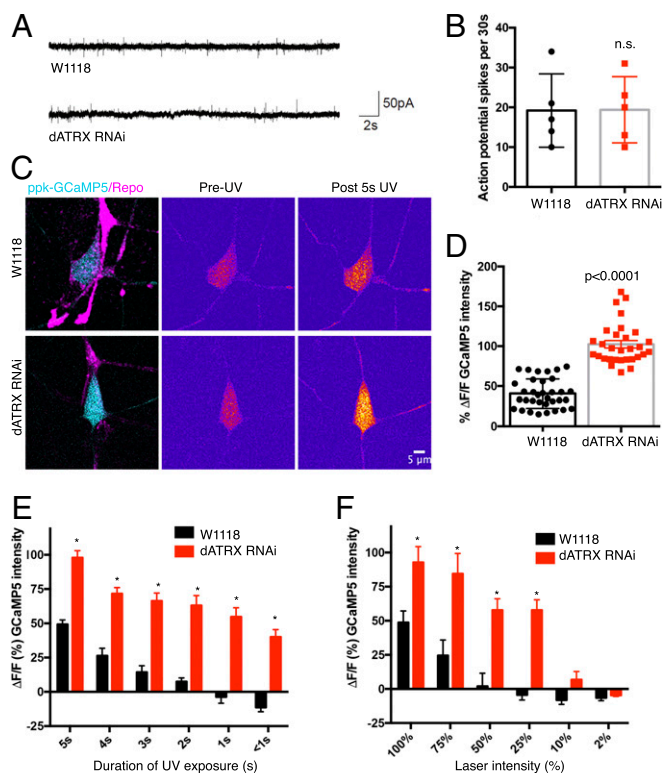 A
W1118
dATRX RNAi
50pA
2s
B
Action potential spikes per 30s
40
30
20
10
0
n.s.
W1118
dATRX RNAi
C
ppk-GCaMP5/Repo
Pre-UV
Post 5s UV
W1118
dATRX RNAi
5 μm
D
% ΔF/F GCaMP5 intensity
200
150
100
50
0
p<0.0001
W1118
dATRX RNAi
E
ΔF/F (%) GCaMP5 intensity
100
75
50
25
0
-25
W1118
dATRX RNAi
* * * * * *
5s 4s 3s 2s 1s <1s
Duration of UV exposure (s)
F
ΔF/F (%) GCaMP5 intensity
100
75
50
25
0
-25
W1118
dATRX RNAi
* * * *
100% 75% 50% 25% 10% 2%
Laser intensity (%)